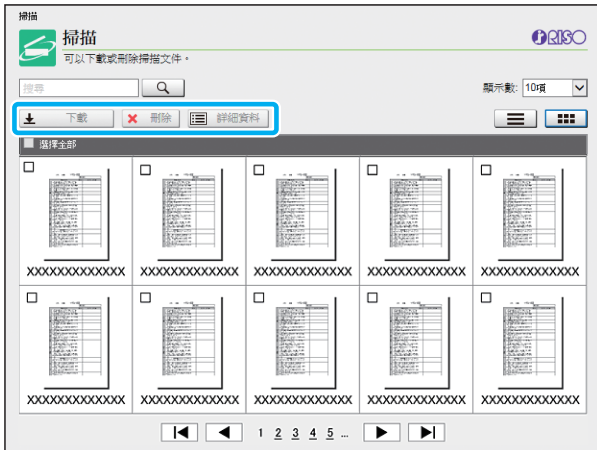 掃描
掃描
RISO
可以下載或刪除掃描文件。
搜尋
顯示數: 10項
下載 刪除 詳細資料
選擇全部
XXXXXXXXXXXXX XXXXXXXXXXXXX XXXXXXXXXXXXX XXXXXXXXXXXXX XXXXXXXXXXXXX
XXXXXXXXXXXXX XXXXXXXXXXXXX XXXXXXXXXXXXX XXXXXXXXXXXXX XXXXXXXXXXXXX
1 2 3 4 5 ...